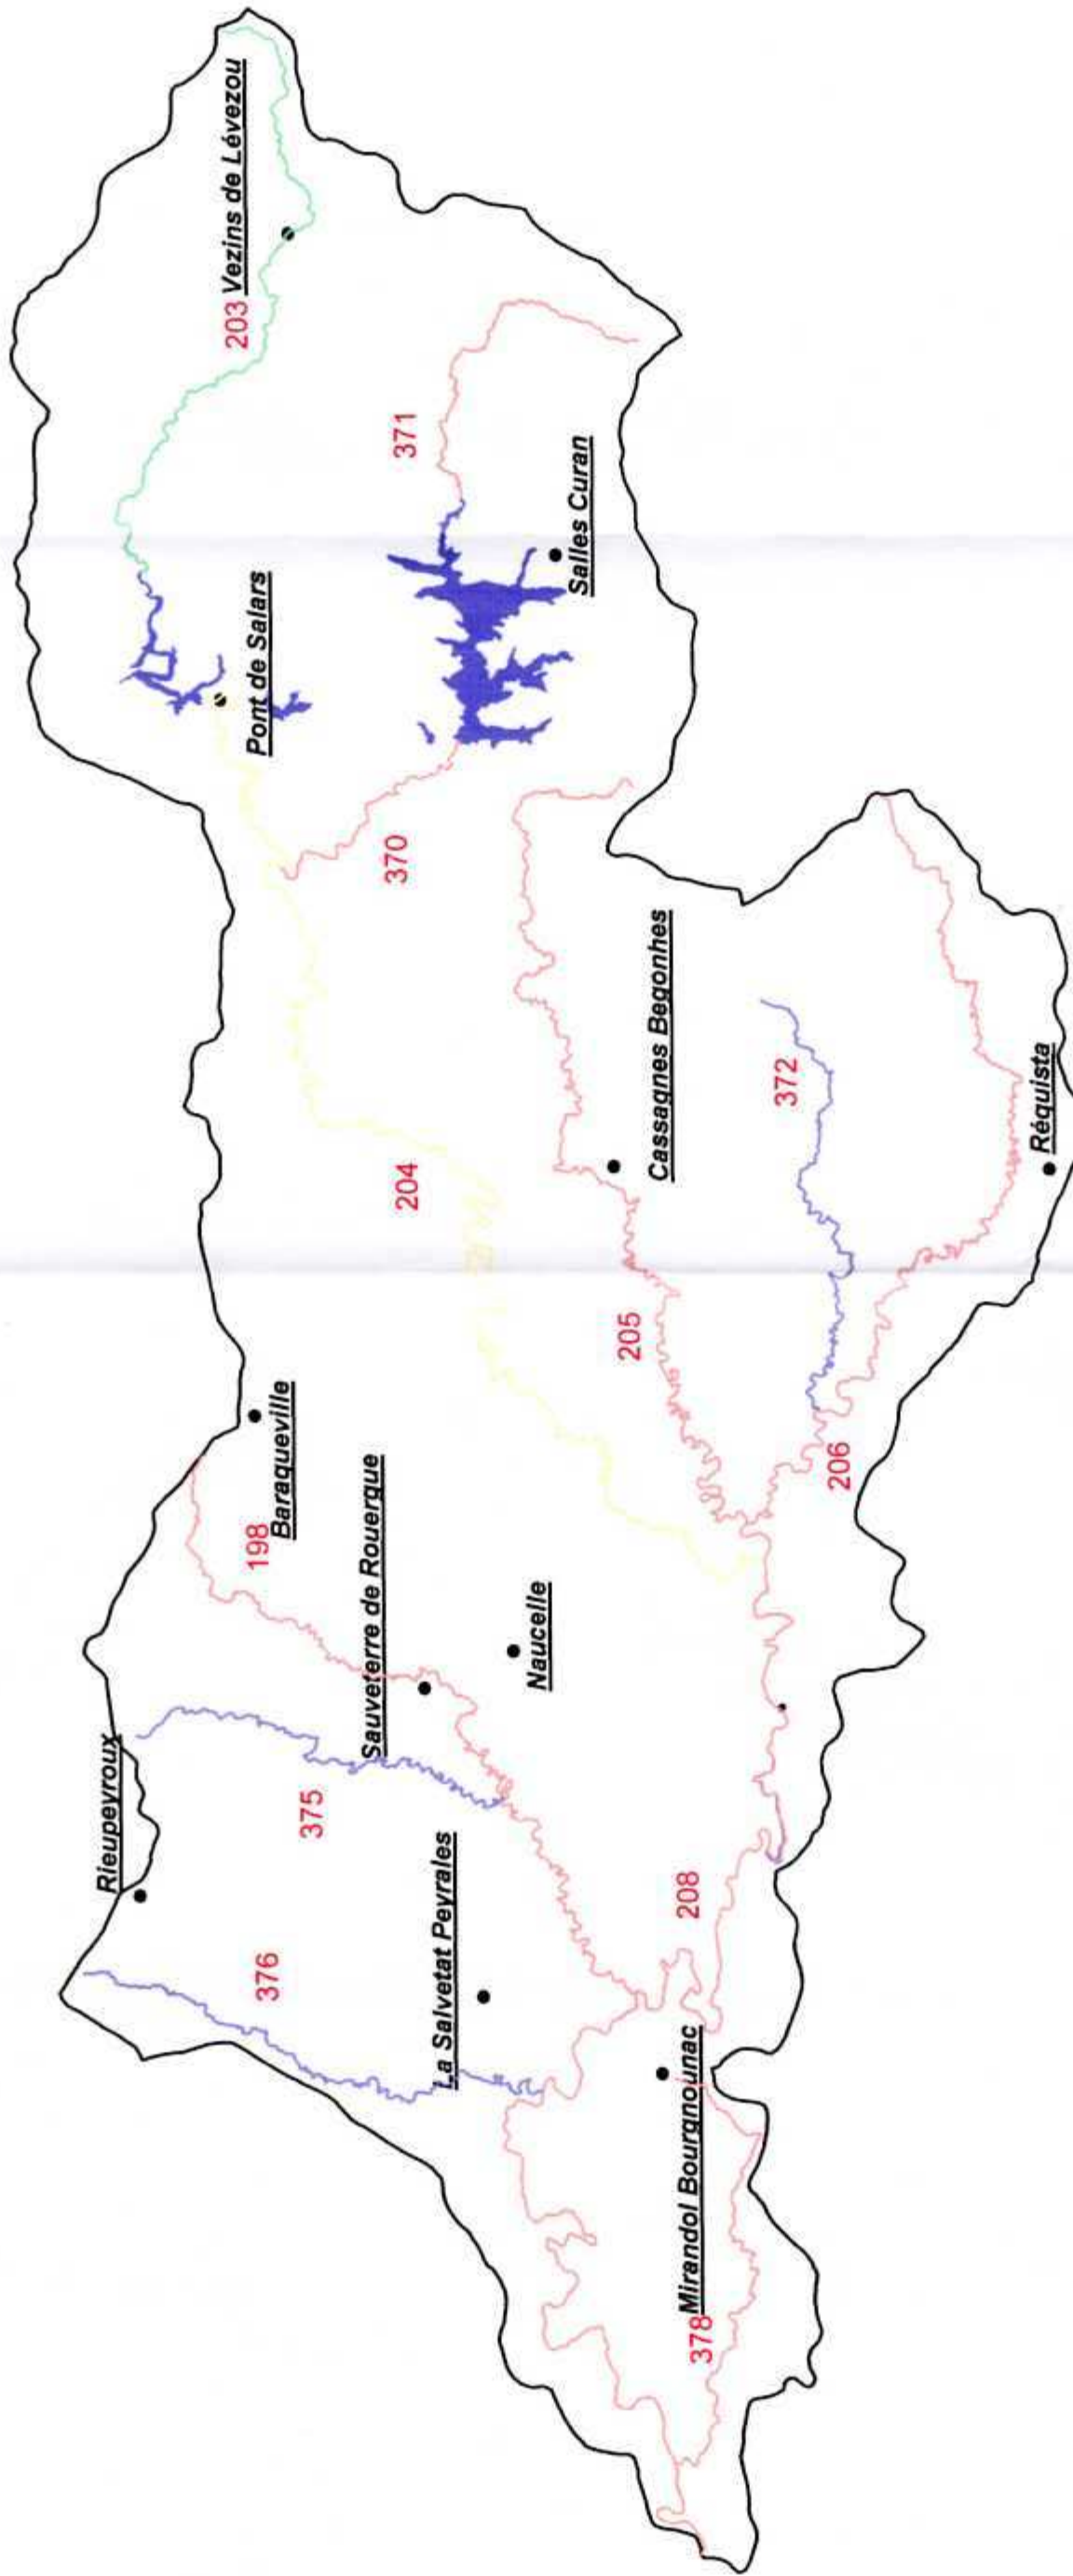 Rieupeyroux
376
375
198
Baraqueville
La Salvetat Peyrales
Sauveterre de Rouergue
Naucelle
204
370
Pont de Salars
203
Vezins de Lévezou
371
Salles Curan
205
Cassagnes Begonhes
208
Mirandol Bourgnounac
378
206
372
Réquista